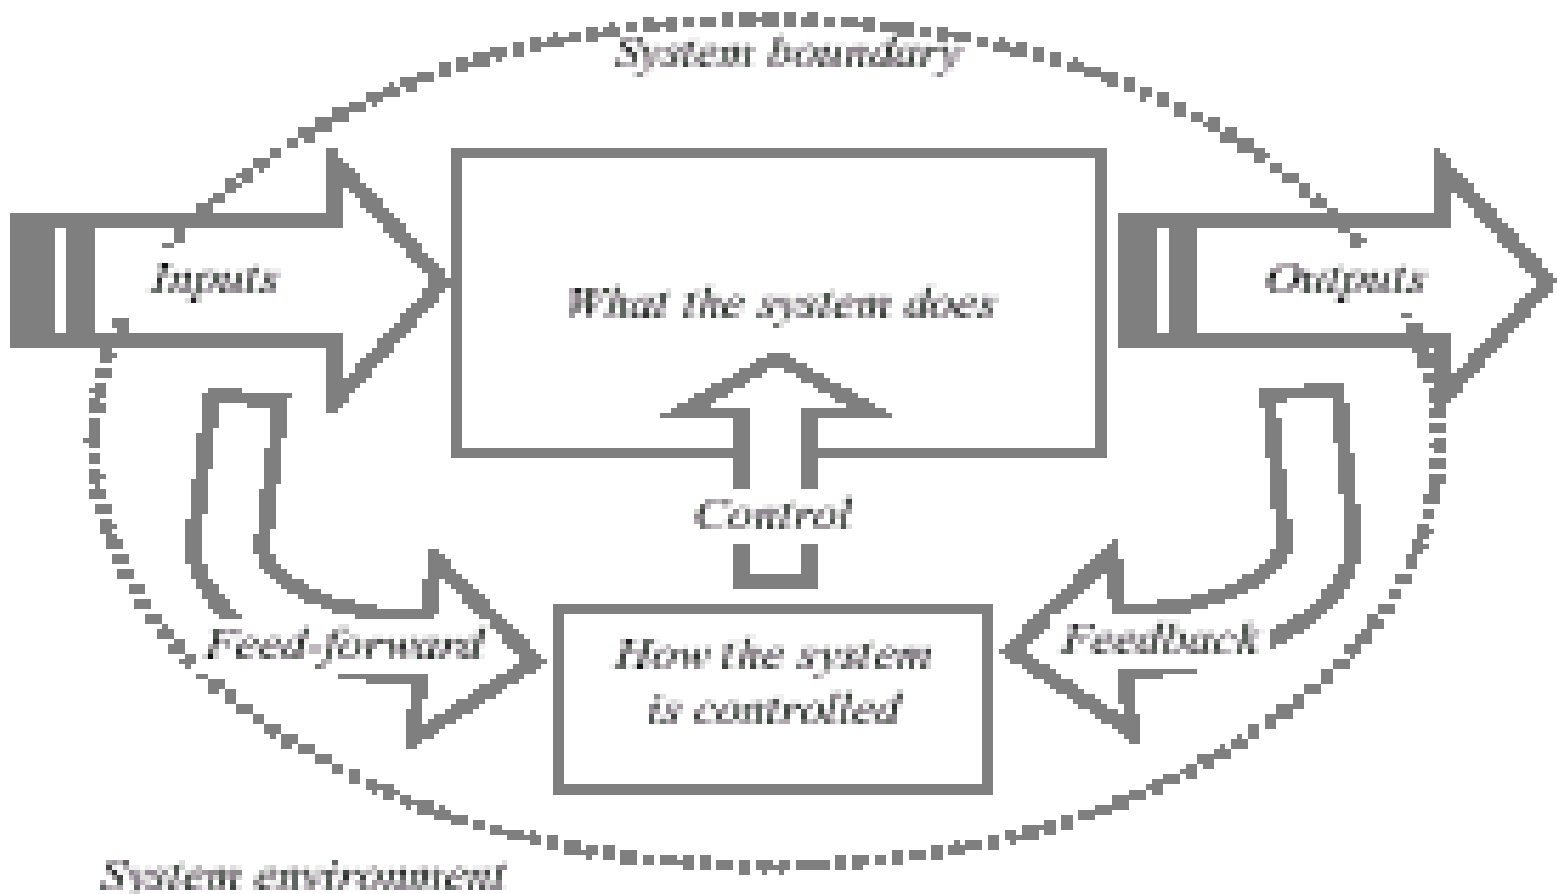 System boundary
Inputs
What the system does
Outputs
Control
Feed-forward
How the system
is controlled
Feedback
System environment